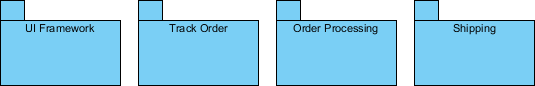 UI Framework
Track Order
Order Processing
Shipping